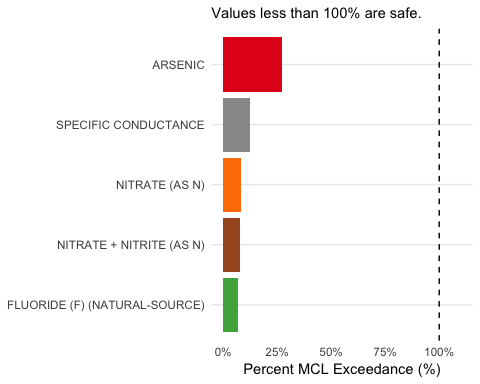 Values less than 100% are safe.
ARSENIC
SPECIFIC CONDUCTANCE
NITRATE (AS N)
NITRATE + NITRITE (AS N)
FLUORIDE (F) (NATURAL-SOURCE)
0% 25% 50% 75% 100%
Percent MCL Exceedance (%)